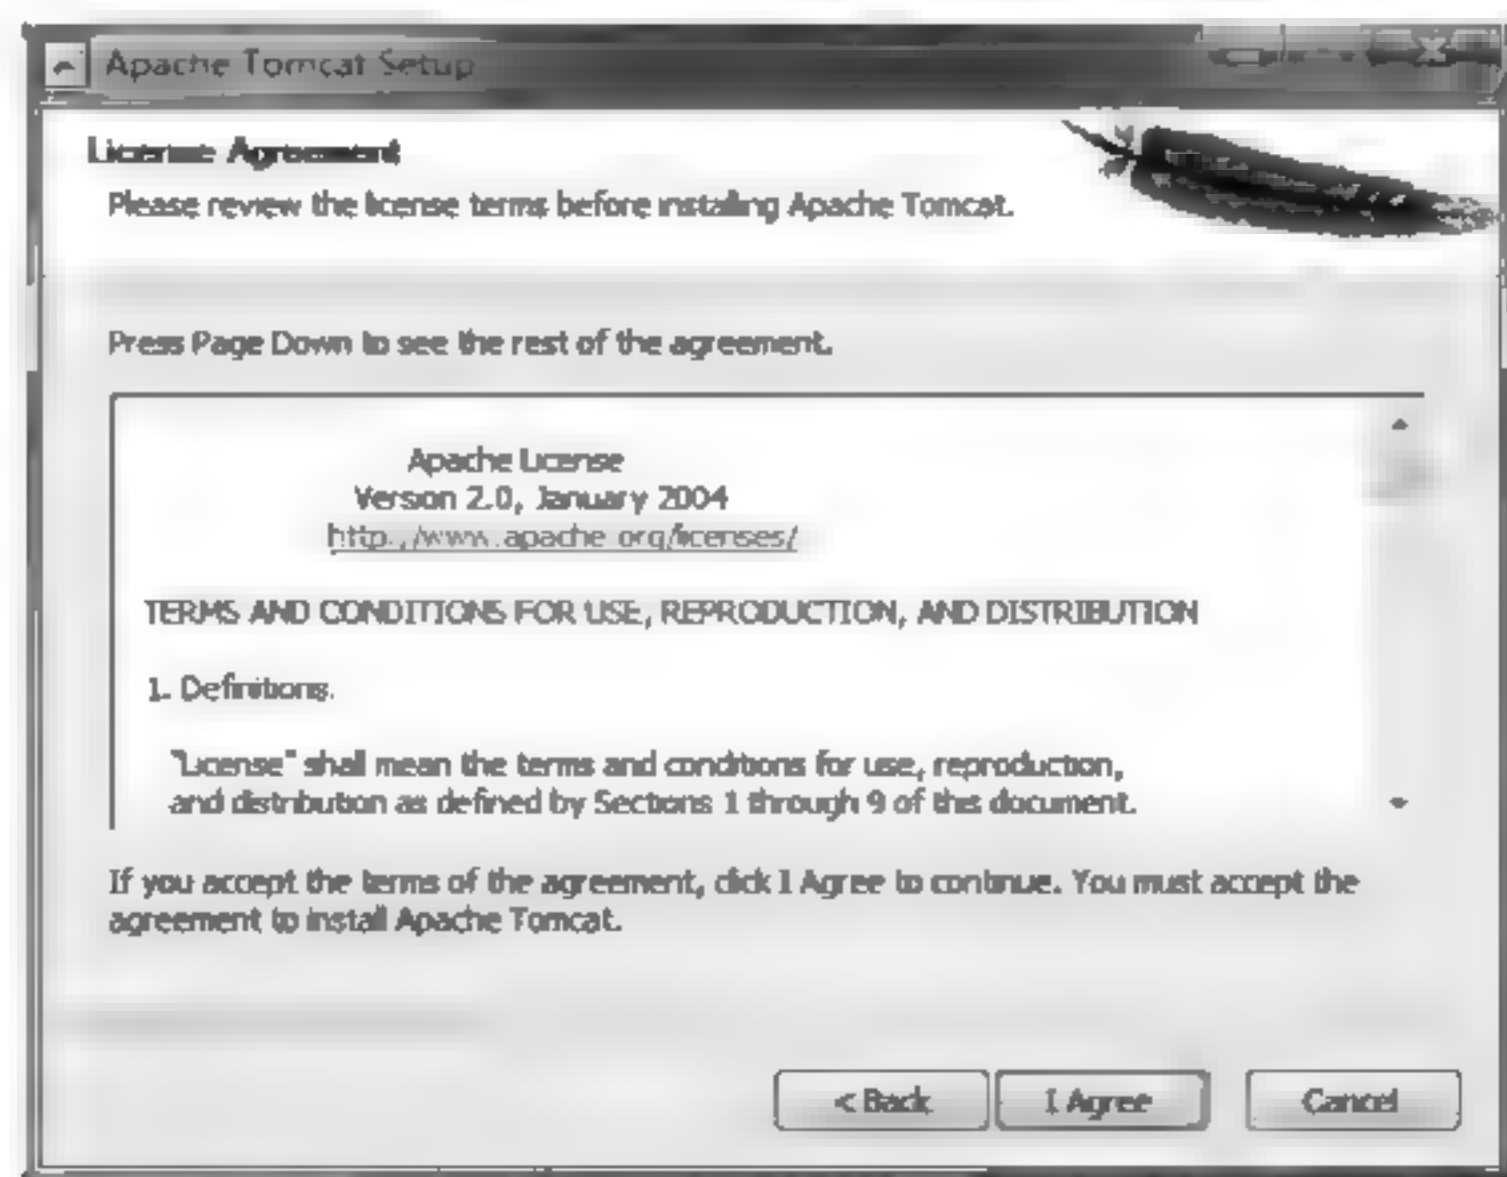 Apache Tomcat Setup
License Agreement
Please review the license terms before installing Apache Tomcat.
Press Page Down to see the rest of the agreement.
Apache License
Version 2.0, January 2004
http://www.apache.org/licenses/
TERMS AND CONDITIONS FOR USE, REPRODUCTION, AND DISTRIBUTION
1. Definitions.
"License" shall mean the terms and conditions for use, reproduction,
and distribution as defined by Sections 1 through 9 of this document.
If you accept the terms of the agreement, click I Agree to continue. You must accept the
agreement to install Apache Tomcat.
< Back I Agree Cancel